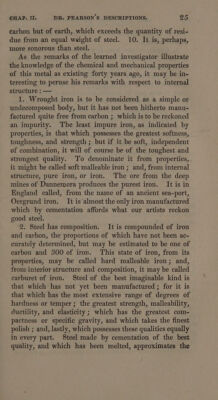 CHAP. II. DR. PEARSON'S DESCRIPTIONS. 25
carbon but of earth, which exceeds the quantity of resi-
due from an equal weight of steel. 10. It is, perhaps,
more sonorous than steel.
As the remarks of the learned investigator illustrate
the knowledge of the chemical and mechanical properties
of this metal as existing forty years ago, it may be in-
teresting to peruse his remarks with respect to internal
structure: —
1. Wrought iron is to be considered as a simple or
undecomposed body, but it has not been hitherto manu-
factured quite free from carbon; which is to be reckoned
an impurity. The least impure iron, as indicated by
properties, is that which possesses the greatest softness,
toughness, and strength; but if it be soft, independent
of combination, it will of course be of the toughest and
strongest quality. To denominate it from properties,
it might be called soft malleable iron; and, from internal
structure, pure iron, or iron. The ore from the deep
mines of Dunnemora produces the purest iron. It is in
England called, from the name of an ancient sea-port,
Oregrund iron. It is almost the only iron manufactured
which by cementation affords what our artists reckon
good steel.
2. Steel has composition. It is compounded of iron
and carbon, the proportions of which have not been ac-
curately determined, but may be estimated to be one of
carbon and 300 of iron. This state of iron, from its
properties, may be called hard malleable iron; and,
from interior structure and composition, it may be called
carburet of iron. Steel of the best imaginable kind is
that which has not yet been manufactured; for it is
that which has the most extensive range of degrees of
hardness or temper; the greatest strength, malleability,
ductility, and elasticity; which has the greatest com-
pactness or specific gravity, and which takes the finest
polish; and, lastly, which possesses these qualities equally
in every part. Steel made by cementation of the best
quality, and which has been melted, approximates the